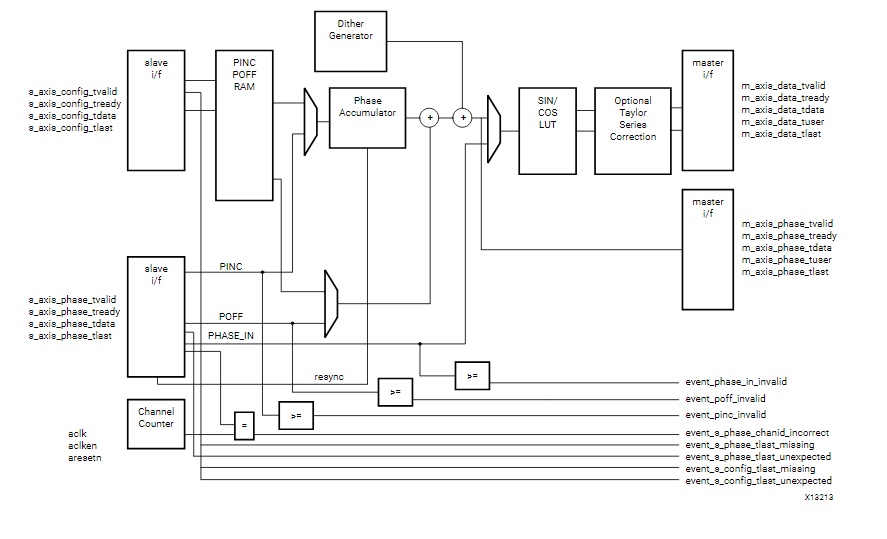 Dither
Generator
slave
i/f
s_axis_config_tvalid
s_axis_config_tready
s_axis_config_tdata
s_axis_config_tlast
PINC
POFF
RAM
Phase
Accumulator
+
+
SIN/
COS
LUT
Optional
Taylor
Series
Correction
master
i/f
m_axis_data_tvalid
m_axis_data_tready
m_axis_data_tdata
m_axis_data_tuser
m_axis_data_tlast
master
i/f
m_axis_phase_tvalid
m_axis_phase_tready
m_axis_phase_tdata
m_axis_phase_tuser
m_axis_phase_tlast
slave
i/f
s_axis_phase_tvalid
s_axis_phase_tready
s_axis_phase_tdata
s_axis_phase_tlast
PINC
POFF
PHASE_IN
resync
>=
>=
>=
=
Channel
Counter
aclk
aclken
aresetn
event_phase_in_invalid
event_poff_invalid
event_pinc_invalid
event_s_phase_chanid_incorrect
event_s_phase_tlast_missing
event_s_phase_tlast_unexpected
event_s_config_tlast_missing
event_s_config_tlast_unexpected
X13213